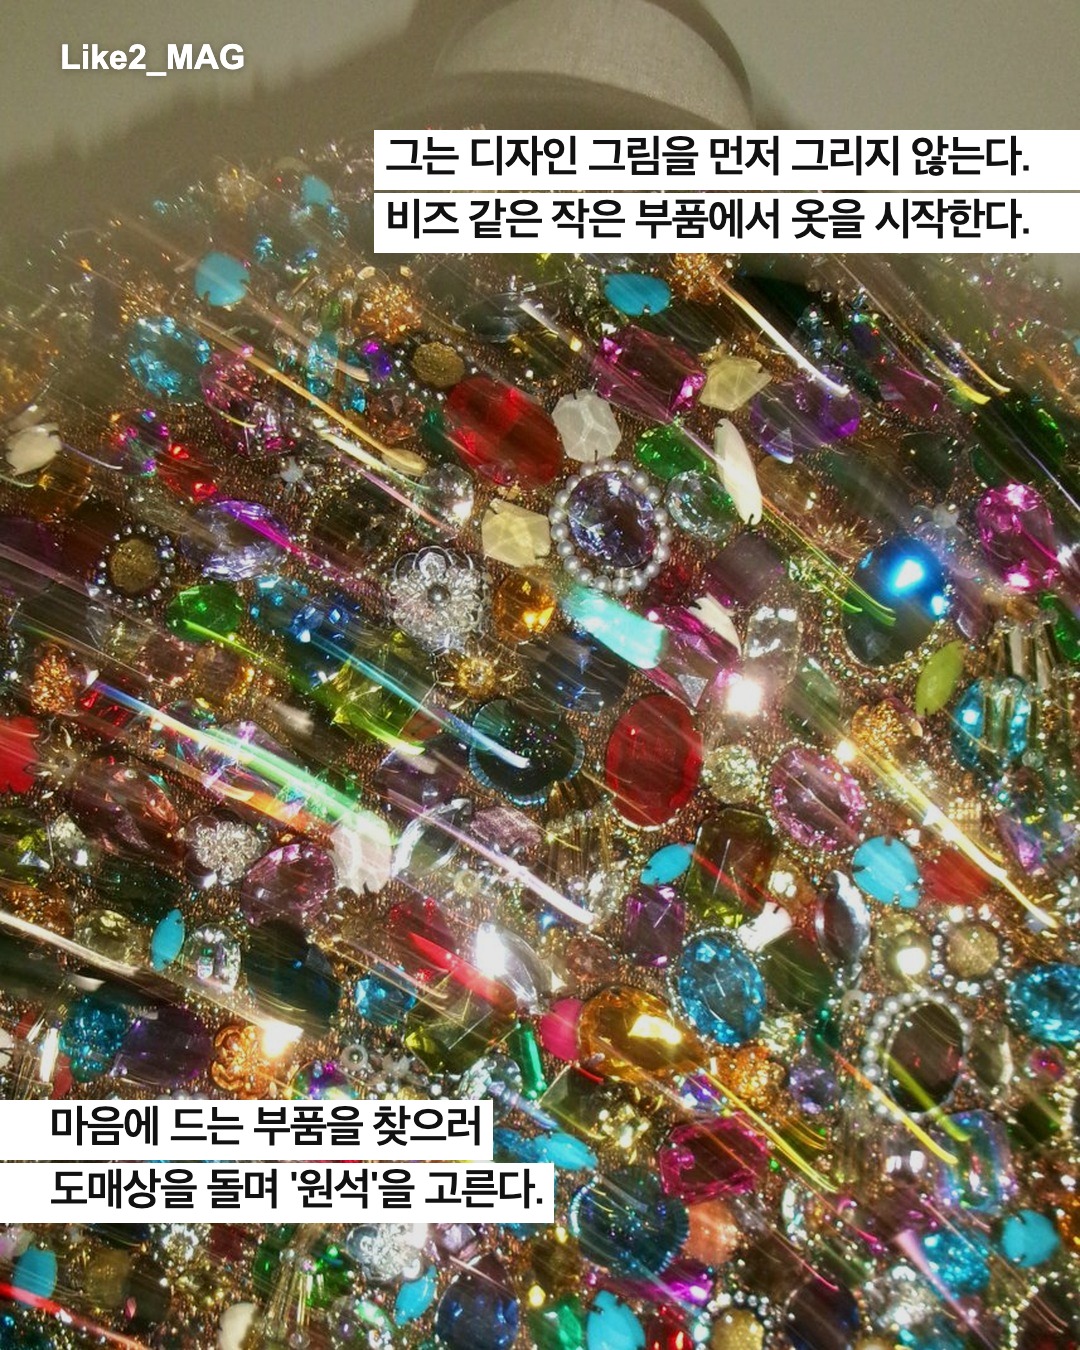 Like2_MAG
그는 디자인 그림을 먼저 그리지 않는다.
비즈 같은 작은 부품에서 옷을 시작한다.
마음에 드는 부품을 찾으러
도매상을 돌며 '원석'을 고른다.